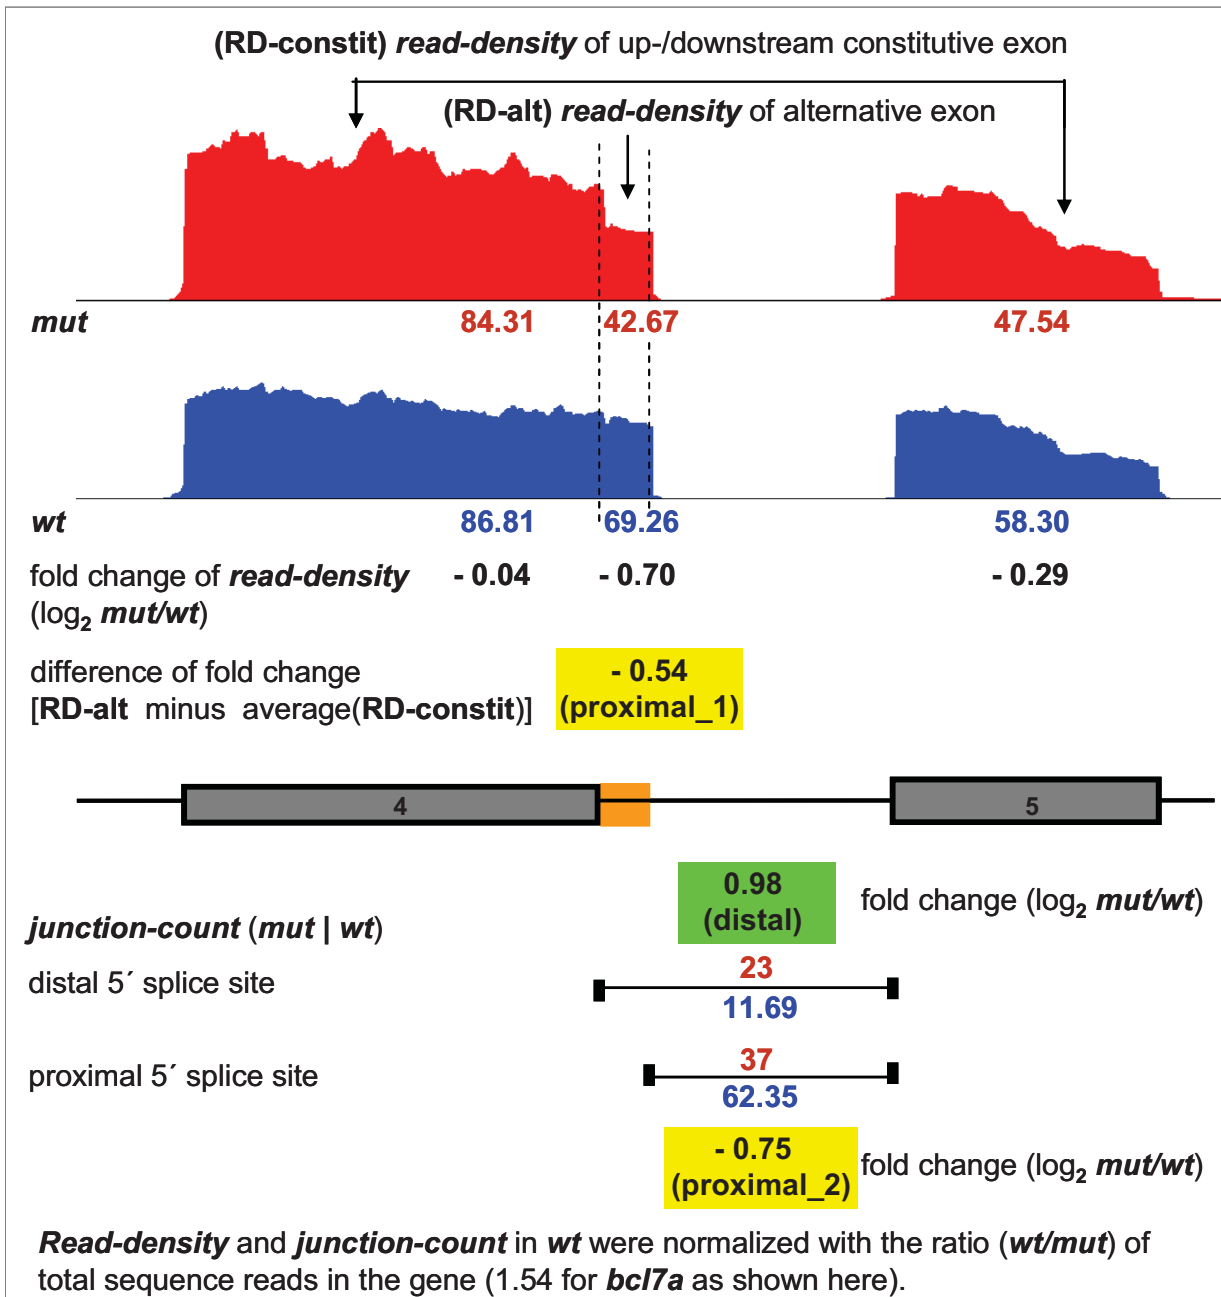 (RD-constit) read-density of up-/downstream constitutive exon
(RD-alt) read-density of alternative exon
mut 84.31 42.67 47.54
wt 86.81 69.26 58.30
fold change of read-density - 0.04 - 0.70 - 0.29
(log2 mut/wt)
difference of fold change - 0.54
[RD-alt minus average(RD-constit)] (proximal_1)
4 5
0.98 fold change (log2 mut/wt)
junction-count (mut | wt) (distal)
distal 5´ splice site 23
11.69
proximal 5´ splice site 37
62.35
- 0.75 fold change (log2 mut/wt)
(proximal_2)
Read-density and junction-count in wt were normalized with the ratio (wt/mut) of
total sequence reads in the gene (1.54 for bcl7a as shown here).